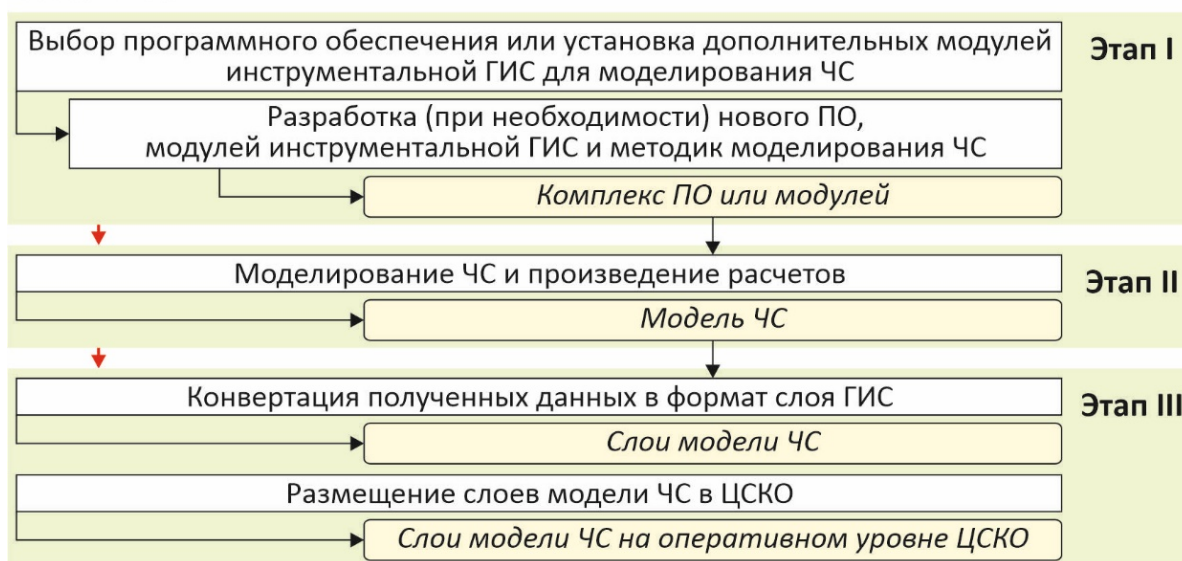 Выбор программного обеспечения или установка дополнительных модулей
инструментальной ГИС для моделирования ЧС
Этап I
Разработка (при необходимости) нового ПО,
модулей инструментальной ГИС и методик моделирования ЧС
Комплекс ПО или модулей
Моделирование ЧС и произведение расчетов
Этап II
Модель ЧС
Конвертация полученных данных в формат слоя ГИС
Этап III
Слои модели ЧС
Размещение слоев модели ЧС в ЦСКО
Слои модели ЧС на оперативном уровне ЦСКО